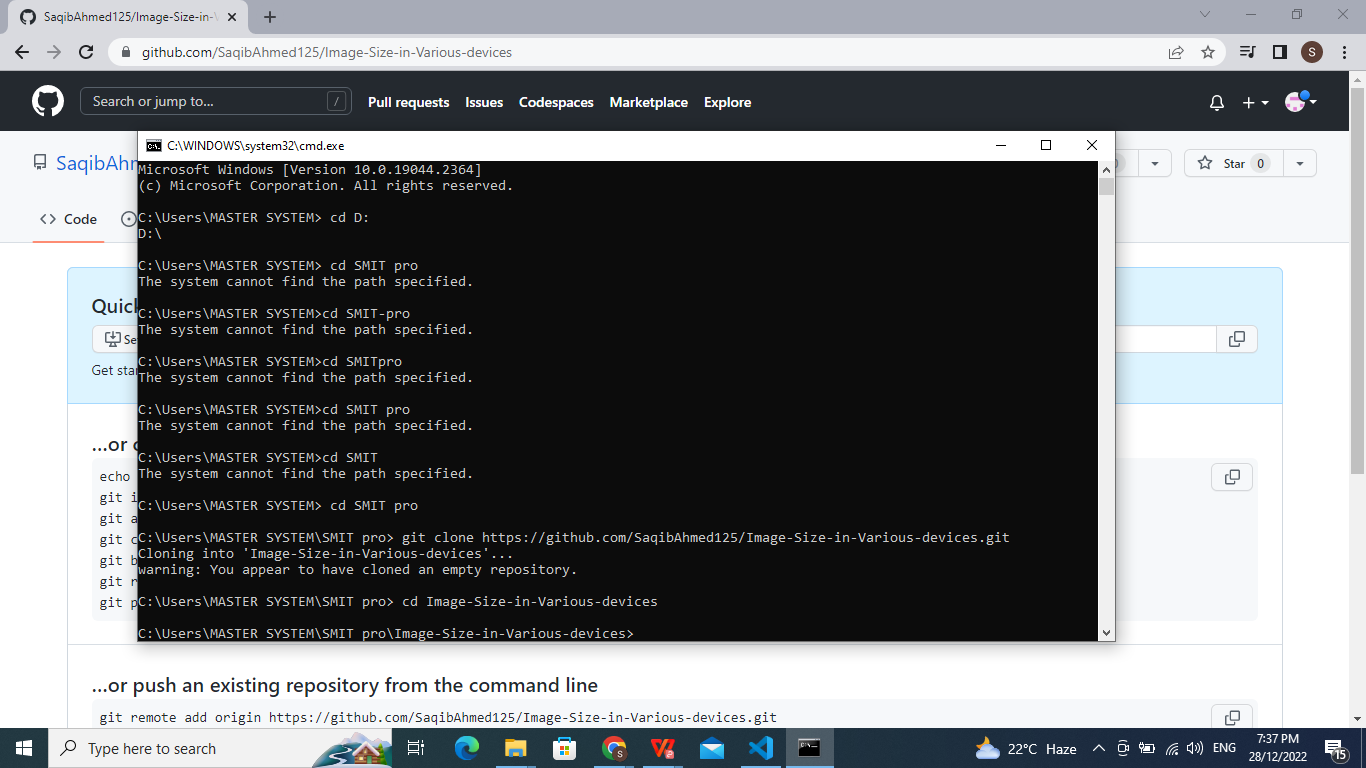 SaqibAhmed125/Image-Size-in-
github.com/SaqibAhmed125/Image-Size-in-Various-devices
S
Search or jump to...
/
Pull requests Issues Codespaces Marketplace Explore
C:\WINDOWS\system32\cmd.exe
Microsoft Windows [Version 10.0.19044.2364]
(c) Microsoft Corporation. All rights reserved.
C:\Users\MASTER SYSTEM> cd D:
D:\
C:\Users\MASTER SYSTEM> cd SMIT pro
The system cannot find the path specified.
C:\Users\MASTER SYSTEM>cd SMIT-pro
The system cannot find the path specified.
C:\Users\MASTER SYSTEM>cd SMITpro
The system cannot find the path specified.
C:\Users\MASTER SYSTEM>cd SMIT pro
The system cannot find the path specified.
C:\Users\MASTER SYSTEM>cd SMIT
The system cannot find the path specified.
C:\Users\MASTER SYSTEM> cd SMIT pro
C:\Users\MASTER SYSTEM\SMIT pro> git clone https://github.com/SaqibAhmed125/Image-Size-in-Various-devices.git
Cloning into 'Image-Size-in-Various-devices'...
warning: You appear to have cloned an empty repository.
C:\Users\MASTER SYSTEM\SMIT pro> cd Image-Size-in-Various-devices
C:\Users\MASTER SYSTEM\SMIT pro\Image-Size-in-Various-devices>
SaqibAh
Star 0
Code
Quick
Se
Get star
...or c
echo
git i
git a
git c
git b
git r
git p
...or push an existing repository from the command line
git remote add origin https://github.com/SaqibAhmed125/Image-Size-in-Various-devices.git
Type here to search
22°C Haze
ENG
7:37 PM
28/12/2022
15